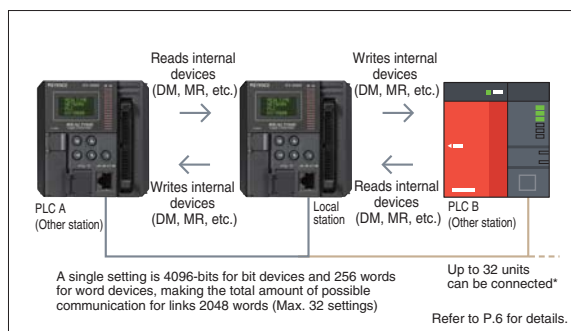 Reads internal
devices
(DM, MR, etc.)
Writes internal
devices
(DM, MR, etc.)
KEYENCE
KEYENCE
Writes internal
devices
(DM, MR, etc.)
Reads internal
devices
(DM, MR, etc.)
PLC A
(Other station)
Local
station
PLC B
(Other station)
A single setting is 4096-bits for bit devices and 256 words
for word devices, making the total amount of possible
communication for links 2048 words (Max. 32 settings)
Up to 32 units
can be connected*
Refer to P.6 for details.